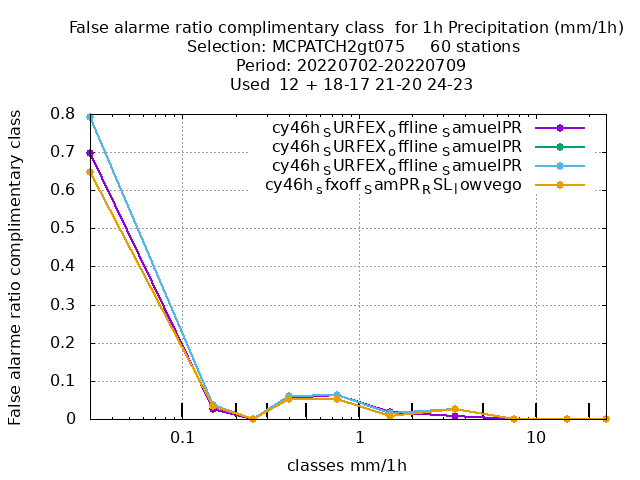 False alarme ratio complimentary class  for 1h Precipitation (mm/1h)
Selection: MCPATCH2gt075     60 stations
Period: 20220702-20220709
Used  12 + 18-17 21-20 24-23
False alarme ratio complimentary class
0.8
0.7
0.6
0.5
0.4
0.3
0.2
0.1
0
cy46h_SURFEX_offline_SamuelPR
cy46h_SURFEX_offline_SamuelPR
cy46h_SURFEX_offline_SamuelPR
cy46h_sfxoff_SamPR_RSL_lowvego
0.1 1 10
classes mm/1h